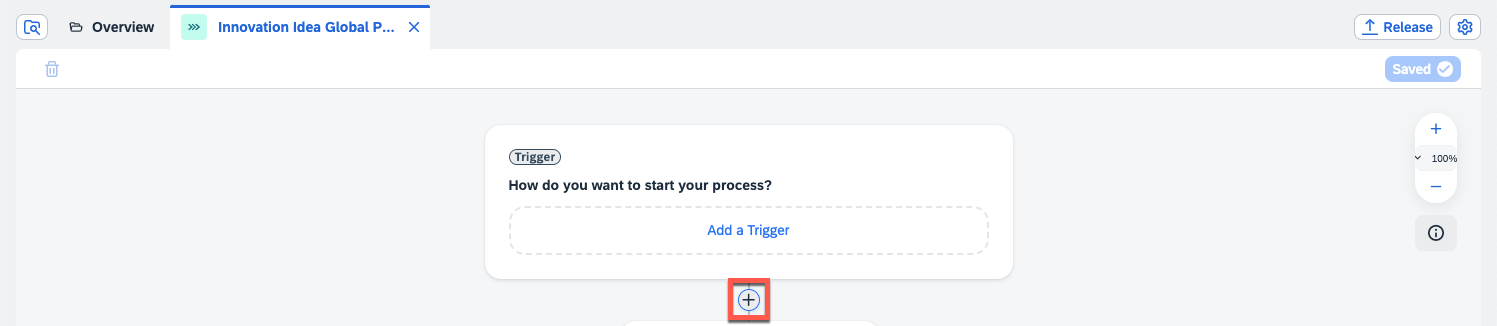 Overview
Innovation Idea Global P...
Release
Saved
Trigger
How do you want to start your process?
Add a Trigger
100%